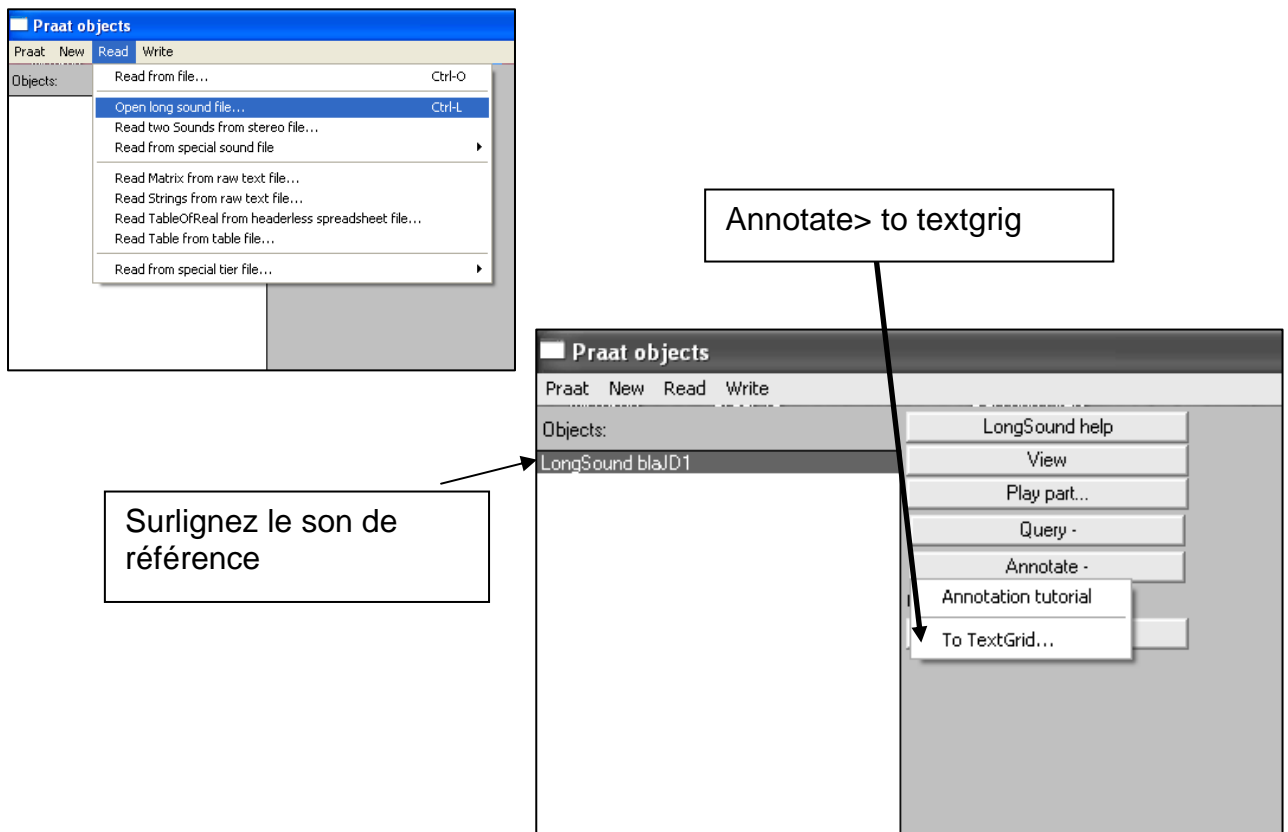 Praat objects
Praat New Read Write
Objects:
Read from file... Ctrl-O
Open long sound file... Ctrl-L
Read two Sounds from stereo file...
Read from special sound file
Read Matrix from raw text file...
Read Strings from raw text file...
Read TableOfReal from headerless spreadsheet file...
Read Table from table file...
Read from special tier file...
Annotate> to textgrig
Praat objects
Praat New Read Write
Objects:
LongSound help
LongSound blaJD1
View
Play part...
Query -
Annotate -
Annotation tutorial
To TextGrid...
Surlignez le son de
référence